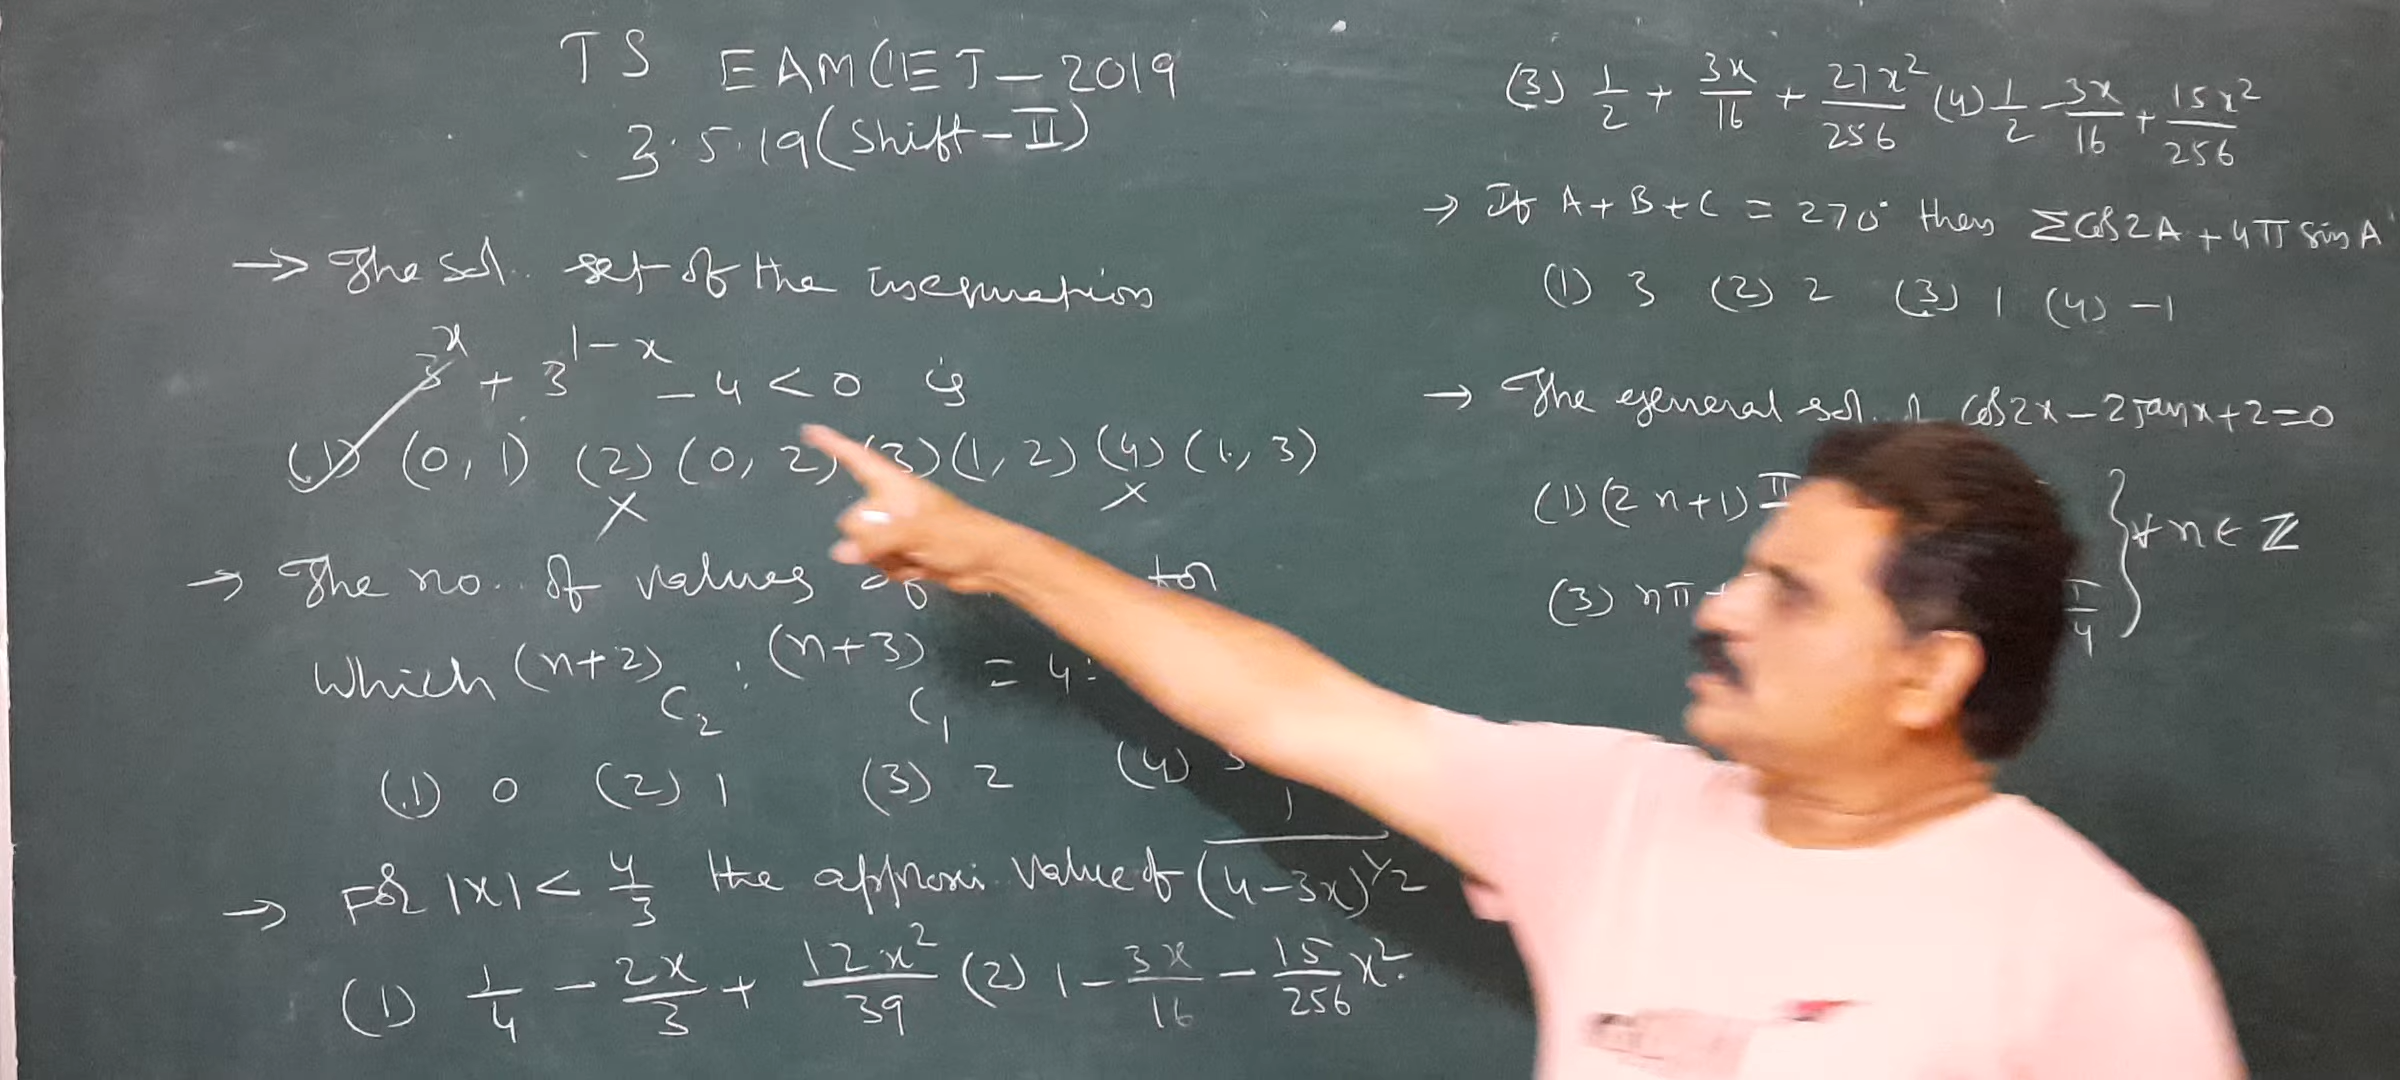 TS EAMCET-2019
3.5.19 (Shift-II)
→ The sol. set of the inequation
3^x + 3^(1-x) - 4 < 0 is
(1) (0, 1) (2) (0, 2) (3) (1, 2) (4) (1, 3)
→ The no. of values of for
Which (n+2)C₂ : (n+3)C₁ = 4:
(1) 0 (2) 1 (3) 2 (4)
→ For |x| < 4/3 the approxi. value of 1/(4-3x)^(1/2)
(1) 1/4 - 2x/3 + 12x²/39 (2) 1 - 3x/16 - 15/256 x²
(3) 1/2 + 3x/16 + 27x²/256 (4) 1/2 - 3x/16 + 15x²/256
→ If A+B+C = 270° then Σcos2A + 4π sin A
(1) 3 (2) 2 (3) 1 (4) -1
→ The general sol. cos2x - 2tanx + 2 = 0
(1) (2n+1) π
(3) nπ + 4 } ∀ n ∈ ℤ